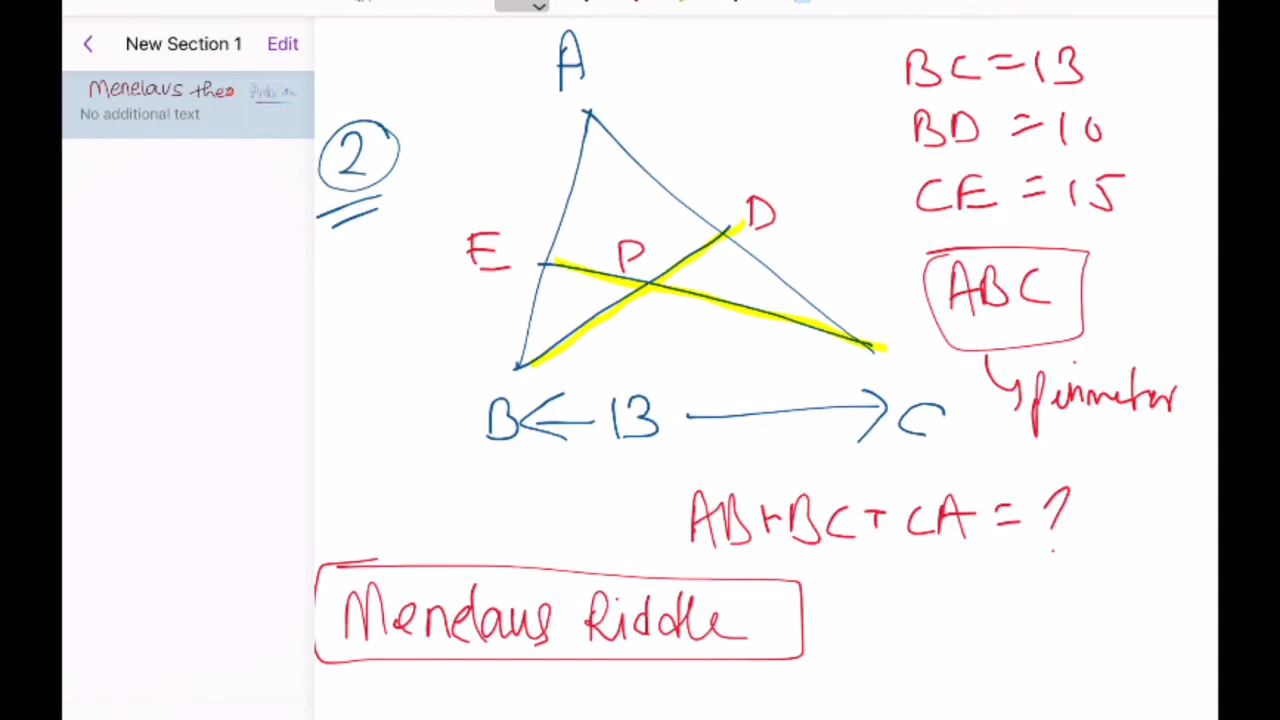 New Section 1 Edit
Menelaus theo
No additional text
2
A
BC = 13
BD = 10
CE = 15
D
E
P
ABC
perimeter
B ← 13 → C
AB+BC+CA = ?
Menelaus Riddle